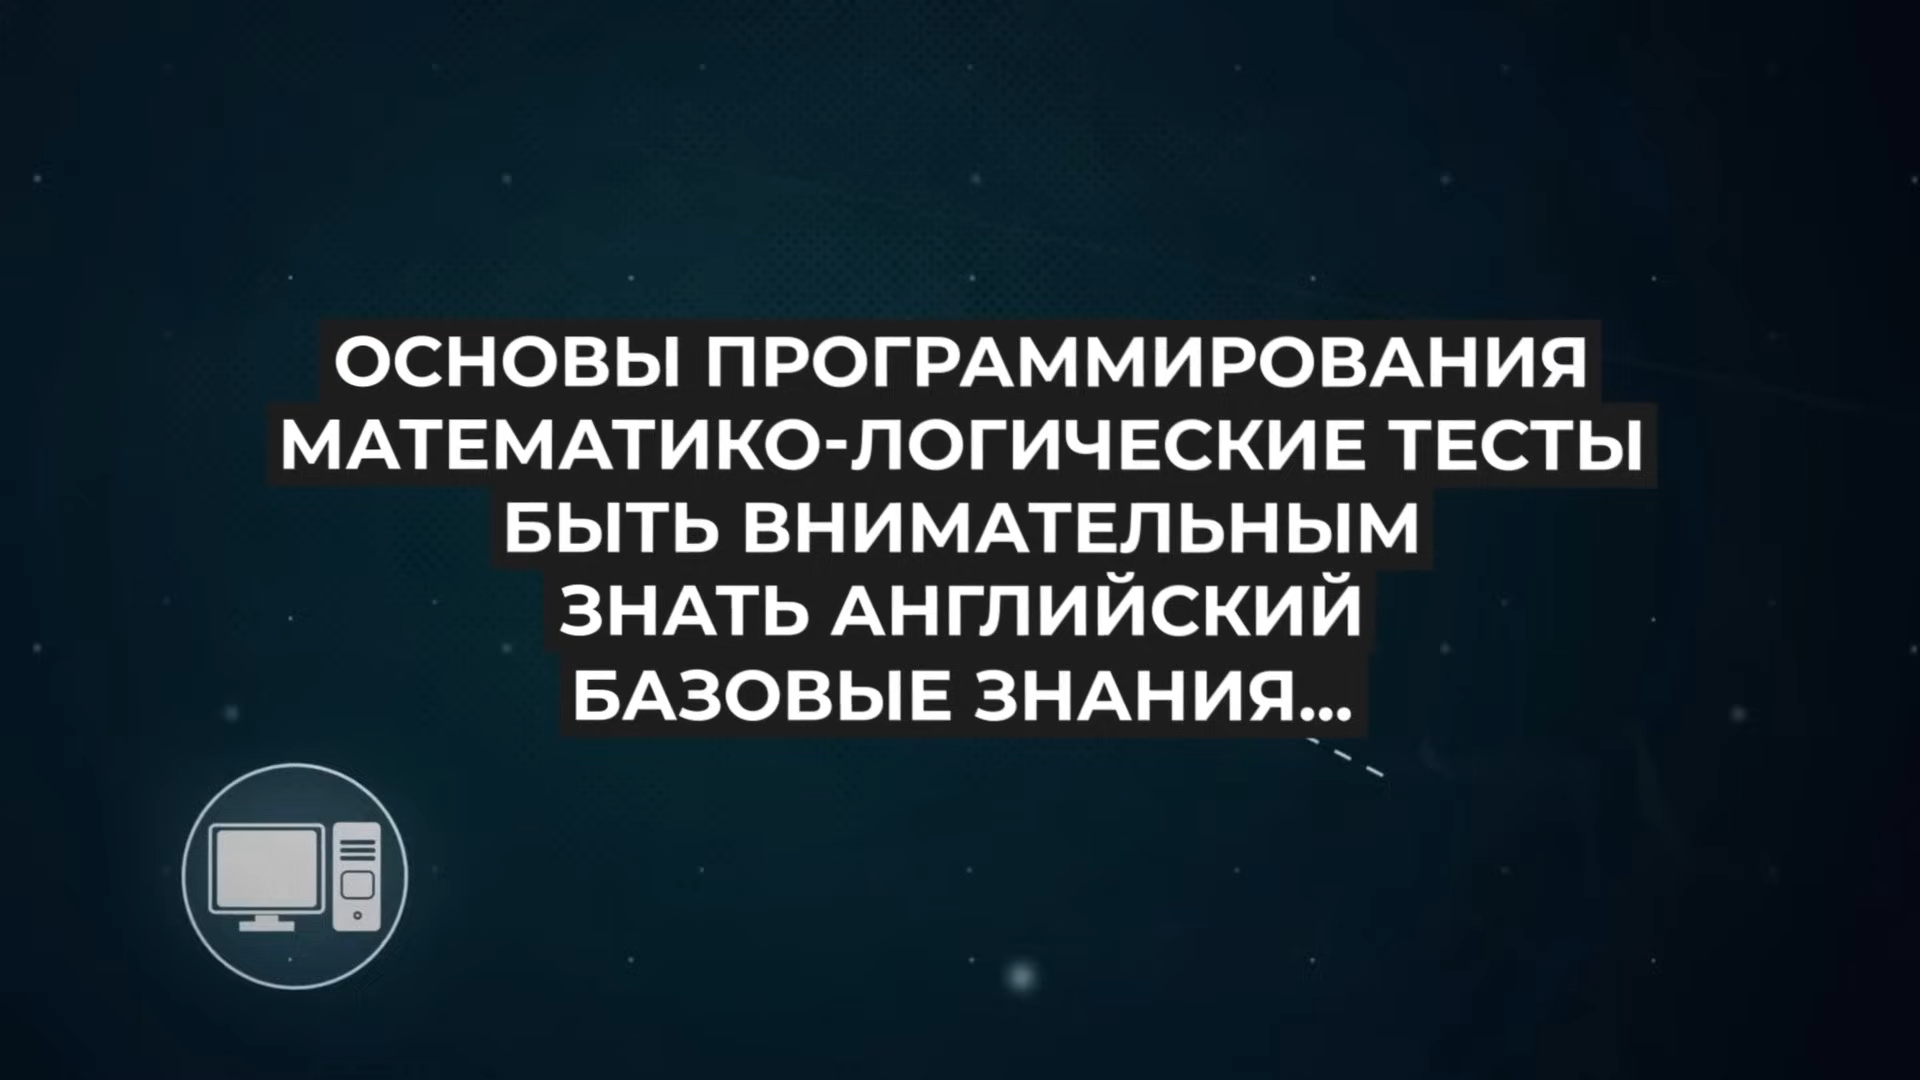 ОСНОВЫ ПРОГРАММИРОВАНИЯ
МАТЕМАТИКО-ЛОГИЧЕСКИЕ ТЕСТЫ
БЫТЬ ВНИМАТЕЛЬНЫМ
ЗНАТЬ АНГЛИЙСКИЙ
БАЗОВЫЕ ЗНАНИЯ...